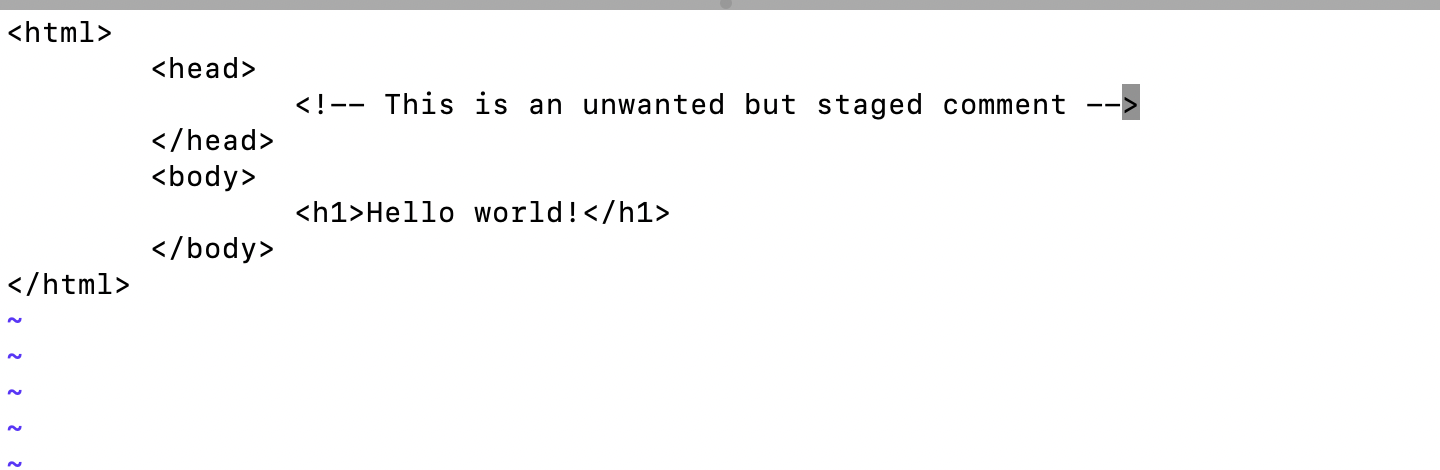 <html>
	<head>
		<!-- This is an unwanted but staged comment -->
	</head>
	<body>
		<h1>Hello world!</h1>
	</body>
</html>
~
~
~
~
~